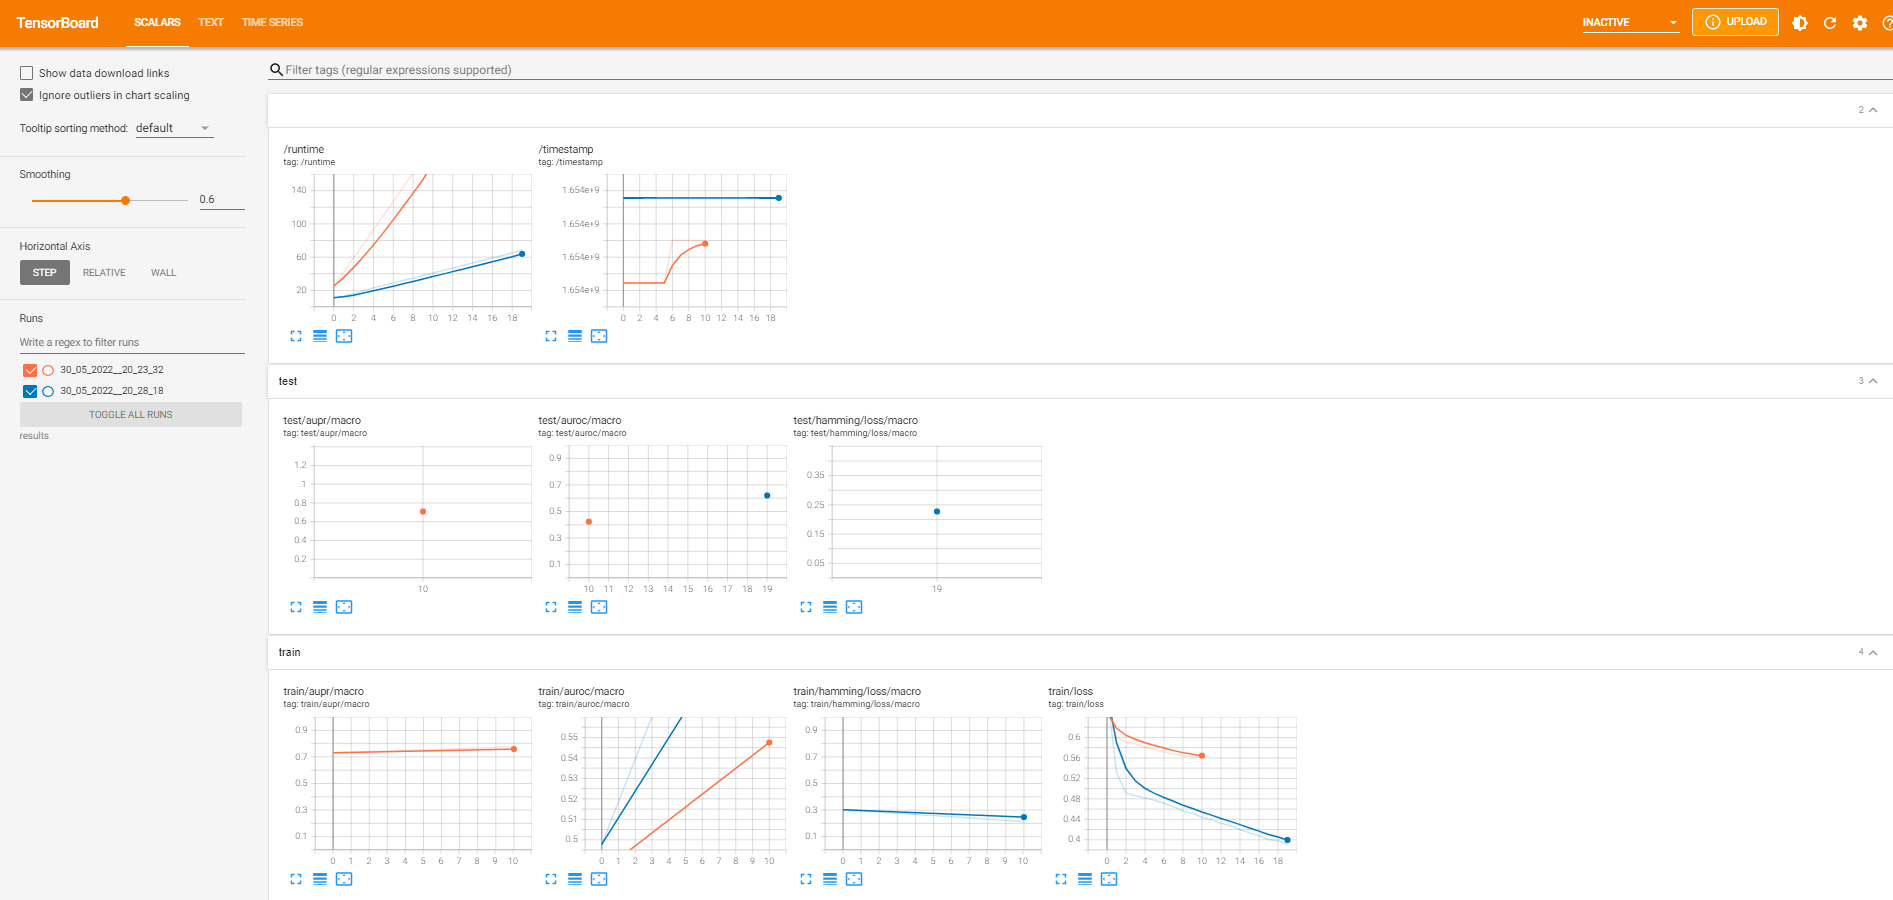 TensorBoard SCALARS TEXT TIME SERIES INACTIVE UPLOAD
Show data download links
Ignore outliers in chart scaling
Tooltip sorting method: default
Smoothing
0.6
Horizontal Axis
STEP RELATIVE WALL
Runs
Write a regex to filter runs
30_05_2022__20_23_32
30_05_2022__20_28_18
TOGGLE ALL RUNS
results
Filter tags (regular expressions supported)
2
/runtime
tag: /runtime
140
100
60
20
0 2 4 6 8 10 12 14 16 18
/timestamp
tag: /timestamp
1.654e+9
1.654e+9
1.654e+9
1.654e+9
0 2 4 6 8 10 12 14 16 18
test 3
test/aupr/macro
tag: test/aupr/macro
1.2
1
0.8
0.6
0.4
0.2
10
test/auroc/macro
tag: test/auroc/macro
0.9
0.7
0.5
0.3
0.1
10 11 12 13 14 15 16 17 18 19
test/hamming/loss/macro
tag: test/hamming/loss/macro
0.35
0.25
0.15
0.05
19
train 4
train/aupr/macro
tag: train/aupr/macro
0.9
0.7
0.5
0.3
0.1
0 1 2 3 4 5 6 7 8 9 10
train/auroc/macro
tag: train/auroc/macro
0.55
0.54
0.53
0.52
0.51
0.5
0 1 2 3 4 5 6 7 8 9 10
train/hamming/loss/macro
tag: train/hamming/loss/macro
0.9
0.7
0.5
0.3
0.1
0 1 2 3 4 5 6 7 8 9 10
train/loss
tag: train/loss
0.6
0.56
0.52
0.48
0.44
0.4
0 2 4 6 8 10 12 14 16 18